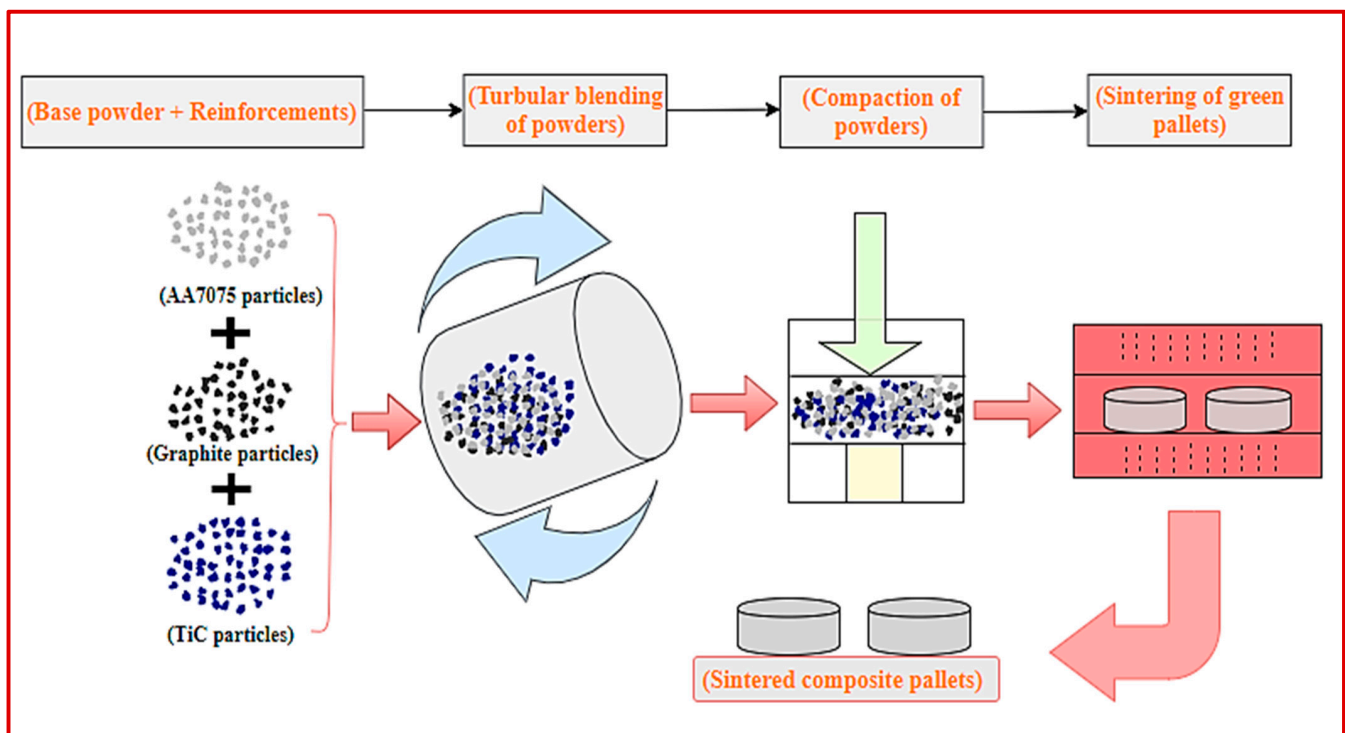 (Base powder + Reinforcements)
(Turbular blending
of powders)
(Compaction of
powders)
(Sintering of green
pallets)
(AA7075 particles)
+
(Graphite particles)
+
(TiC particles)
(Sintered composite pallets)